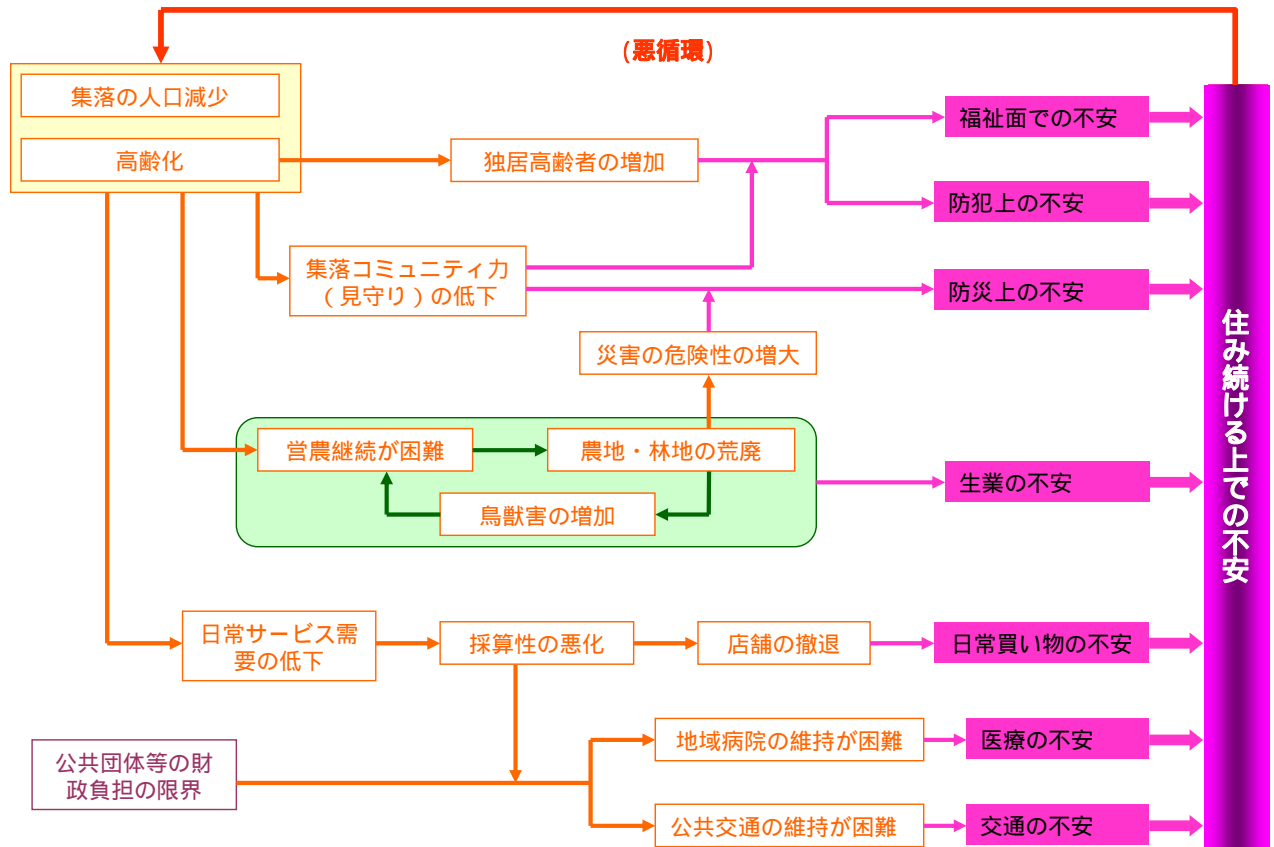 (悪循環)
集落の人口減少
高齢化
独居高齢者の増加
福祉面での不安
防犯上の不安
集落コミュニティ力
(見守り)の低下
防災上の不安
災害の危険性の増大
営農継続が困難
農地・林地の荒廃
鳥獣害の増加
生業の不安
日常サービス需
要の低下
採算性の悪化
店舗の撤退
日常買い物の不安
公共団体等の財
政負担の限界
地域病院の維持が困難
医療の不安
公共交通の維持が困難
交通の不安
住み続ける上での不安